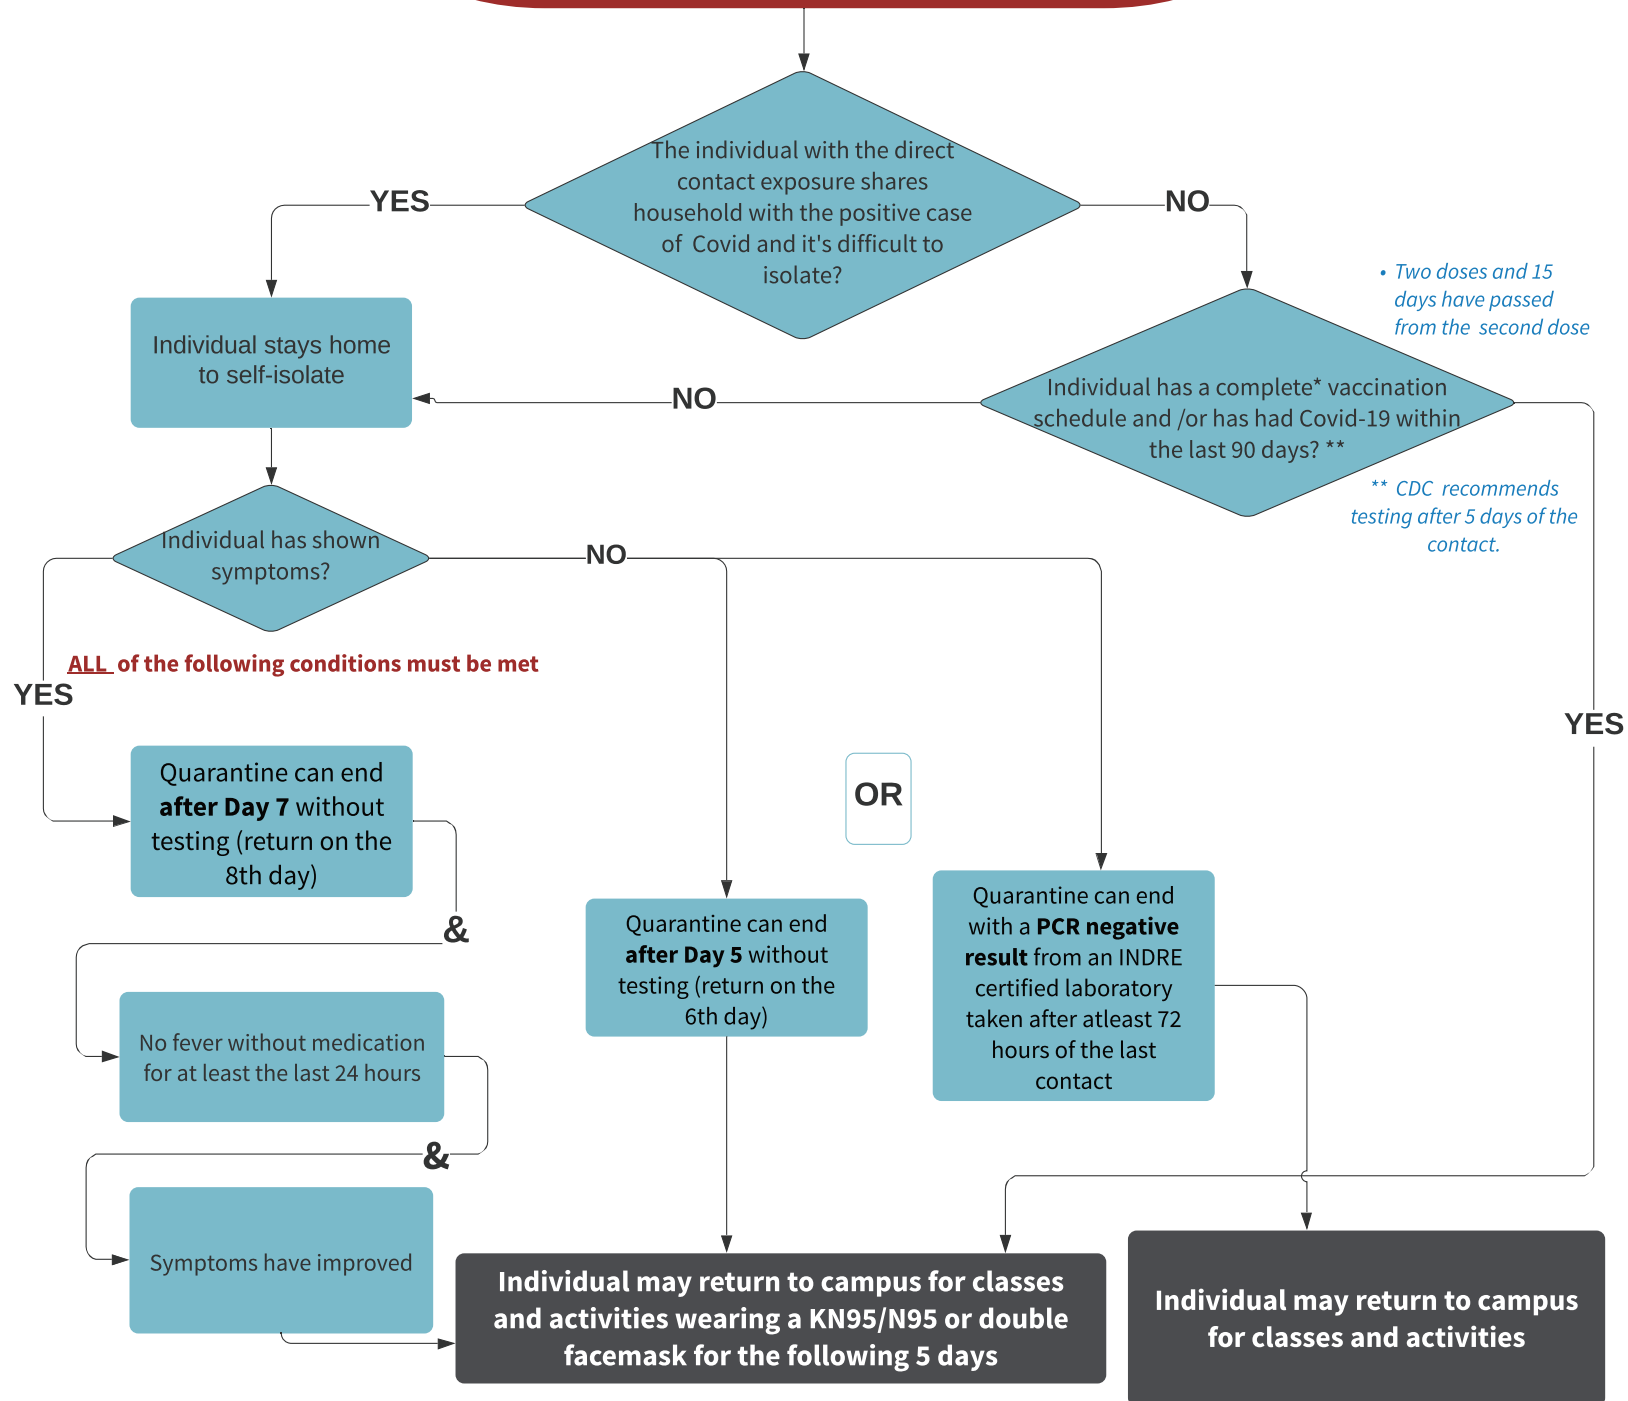 The individual with the direct
contact exposure shares
household with the positive case
of Covid and it's difficult to
isolate?
YES
NO
• Two doses and 15
days have passed
from the second dose
Individual stays home
to self-isolate
NO
Individual has a complete* vaccination
schedule and /or has had Covid-19 within
the last 90 days? **
** CDC recommends
testing after 5 days of the
contact.
Individual has shown
symptoms?
NO
ALL of the following conditions must be met
YES
YES
Quarantine can end
after Day 7 without
testing (return on the
8th day)
OR
&
Quarantine can end
after Day 5 without
testing (return on the
6th day)
Quarantine can end
with a PCR negative
result from an INDRE
certified laboratory
taken after atleast 72
hours of the last
contact
No fever without medication
for at least the last 24 hours
&
Symptoms have improved
Individual may return to campus for classes
and activities wearing a KN95/N95 or double
facemask for the following 5 days
Individual may return to campus
for classes and activities